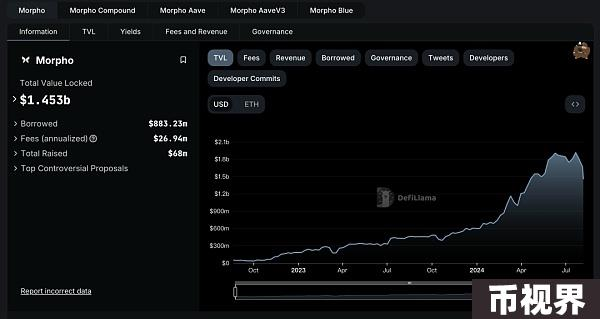 Morpho Morpho Compound Morpho Aave Morpho AaveV3 Morpho Blue
Information TVL Yields Fees and Revenue Borrowed Governance
Morpho
Total Value Locked
$1.453b
Borrowed $883.23m
Fees (annualized) $26.94m
Total Raised $68m
Top Controversial Proposals
Report incorrect data
TVL Fees Revenue Borrowed Governance Tweets Developers
Developer Commits
USD ETH
$2.1b
$1.8b
$1.5b
$1.2b
$900m
$600m
$300m
$0
DefiLlama
Oct 2023 Apr Jul Oct 2024 Apr Jul
币视界